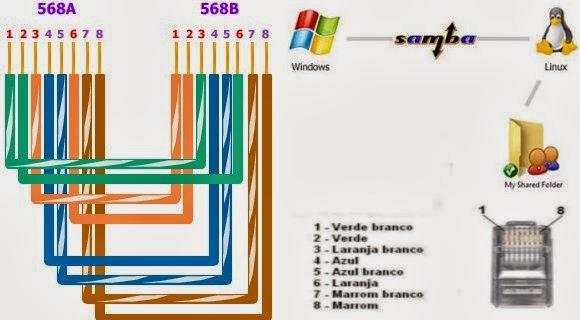 568A
568B
1 2 3 4 5 6 7 8
1 2 3 4 5 6 7 8
samba
Windows
Linux
My Shared Folder
1 - Verde branco
2 - Verde
3 - Laranja branco
4 - Azul
5 - Azul branco
6 - Laranja
7 - Marrom branco
8 - Marrom
1
8